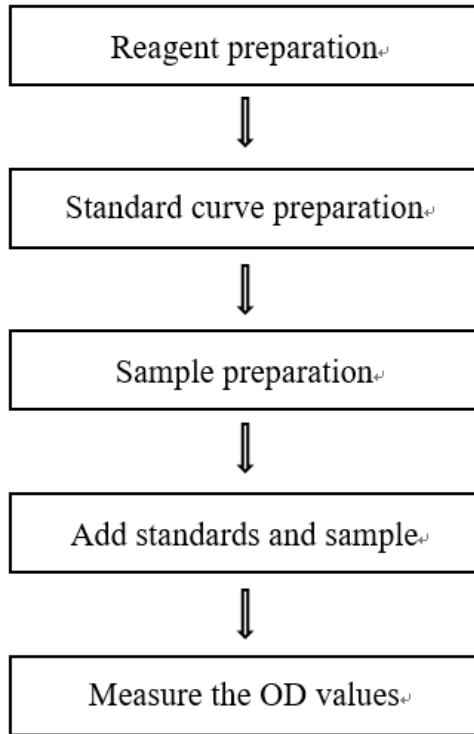 Reagent preparation
Standard curve preparation
Sample preparation
Add standards and sample
Measure the OD values